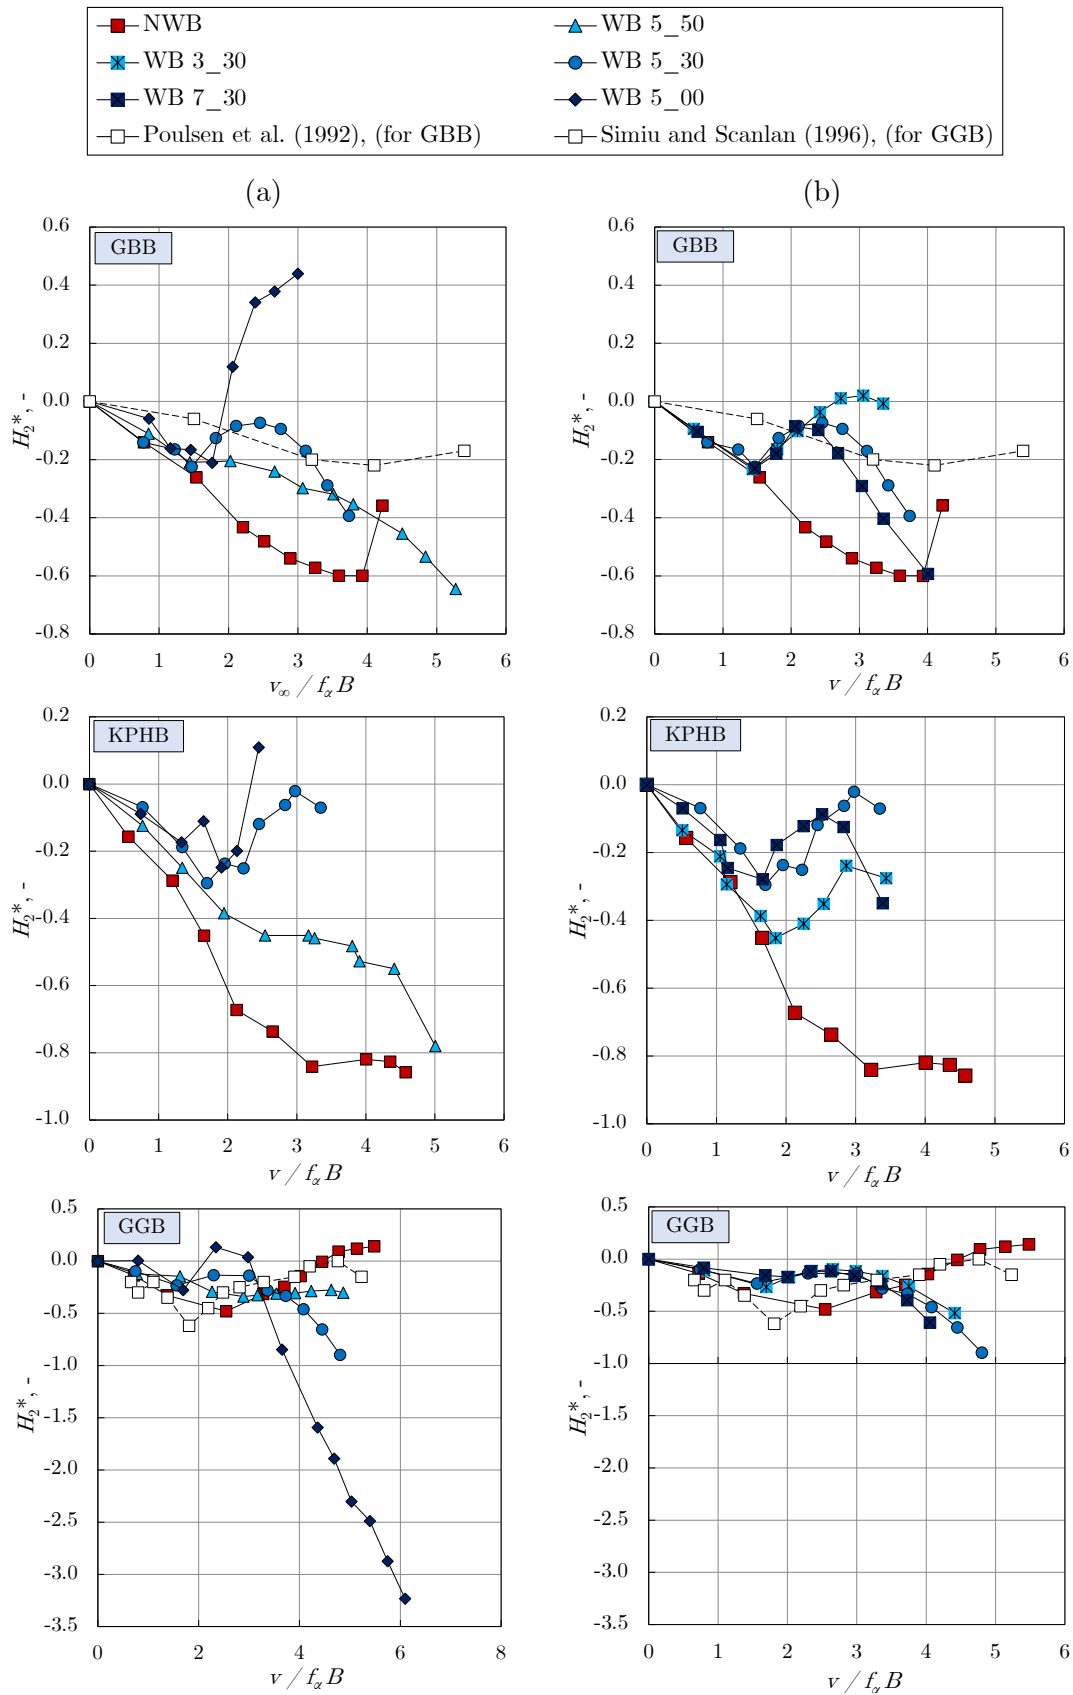 NWB
WB 5_50
WB 3_30
WB 5_30
WB 7_30
WB 5_00
Poulsen et al. (1992), (for GBB)
Simiu and Scanlan (1996), (for GGB)
(a)
(b)
GBB
0.6
0.4
0.2
0.0
-0.2
-0.4
-0.6
-0.8
H₂*, -
0 1 2 3 4 5 6
v∞ / fαB
GBB
0.6
0.4
0.2
0.0
-0.2
-0.4
-0.6
-0.8
H₂*, -
0 1 2 3 4 5 6
v / fαB
KPHB
0.2
0.0
-0.2
-0.4
-0.6
-0.8
-1.0
H₂*, -
0 1 2 3 4 5 6
v / fαB
KPHB
0.2
0.0
-0.2
-0.4
-0.6
-0.8
-1.0
H₂*, -
0 1 2 3 4 5 6
v / fαB
GGB
0.5
0.0
-0.5
-1.0
-1.5
-2.0
-2.5
-3.0
-3.5
H₂*, -
0 2 4 6 8
v / fαB
GGB
0.5
0.0
-0.5
-1.0
-1.5
-2.0
-2.5
-3.0
-3.5
H₂*, -
0 1 2 3 4 5 6
v / fαB